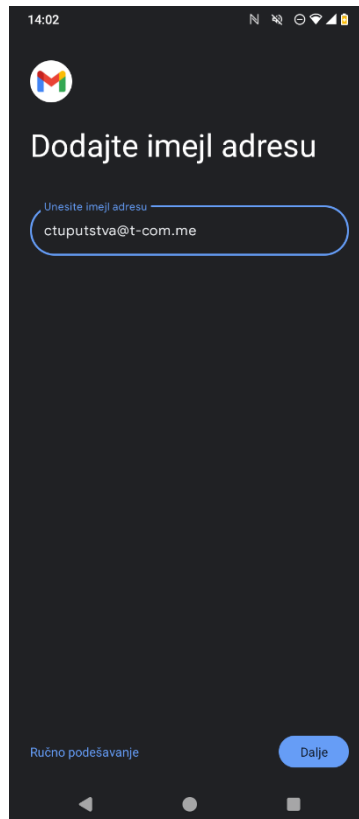 14:02
Dodajte imejl adresu
Unesite imejl adresu
ctuputstva@t-com.me
Ručno podešavanje
Dalje